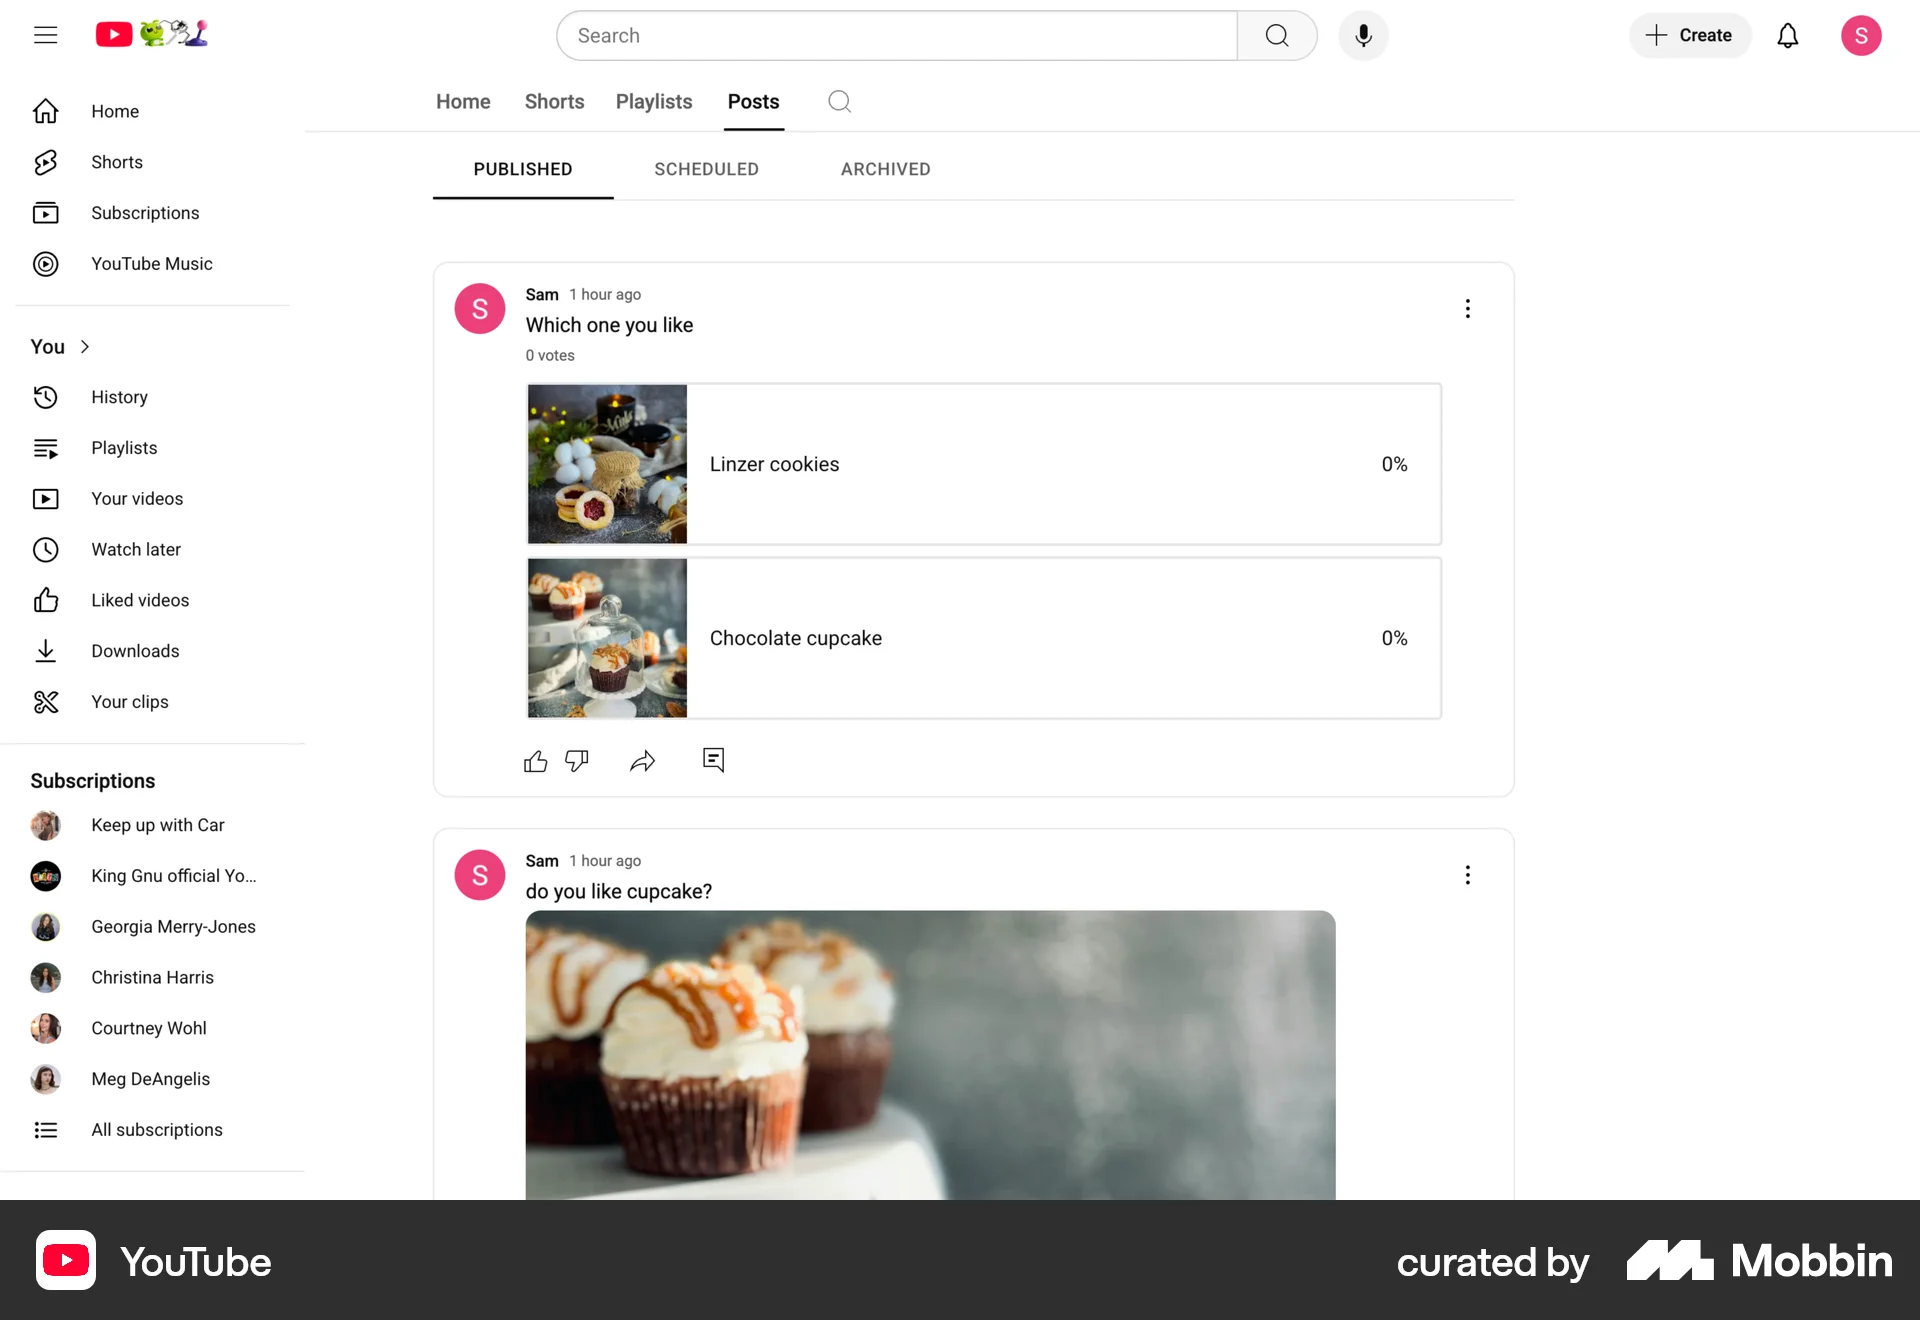 Search
Create
S
Home
Shorts
Subscriptions
YouTube Music
You
History
Playlists
Your videos
Watch later
Liked videos
Downloads
Your clips
Subscriptions
Keep up with Car
King Gnu official Yo...
Georgia Merry-Jones
Christina Harris
Courtney Wohl
Meg DeAngelis
All subscriptions
Home Shorts Playlists Posts
PUBLISHED SCHEDULED ARCHIVED
S
Sam 1 hour ago
Which one you like
0 votes
Linzer cookies 0%
Chocolate cupcake 0%
S
Sam 1 hour ago
do you like cupcake?
YouTube
curated by Mobbin